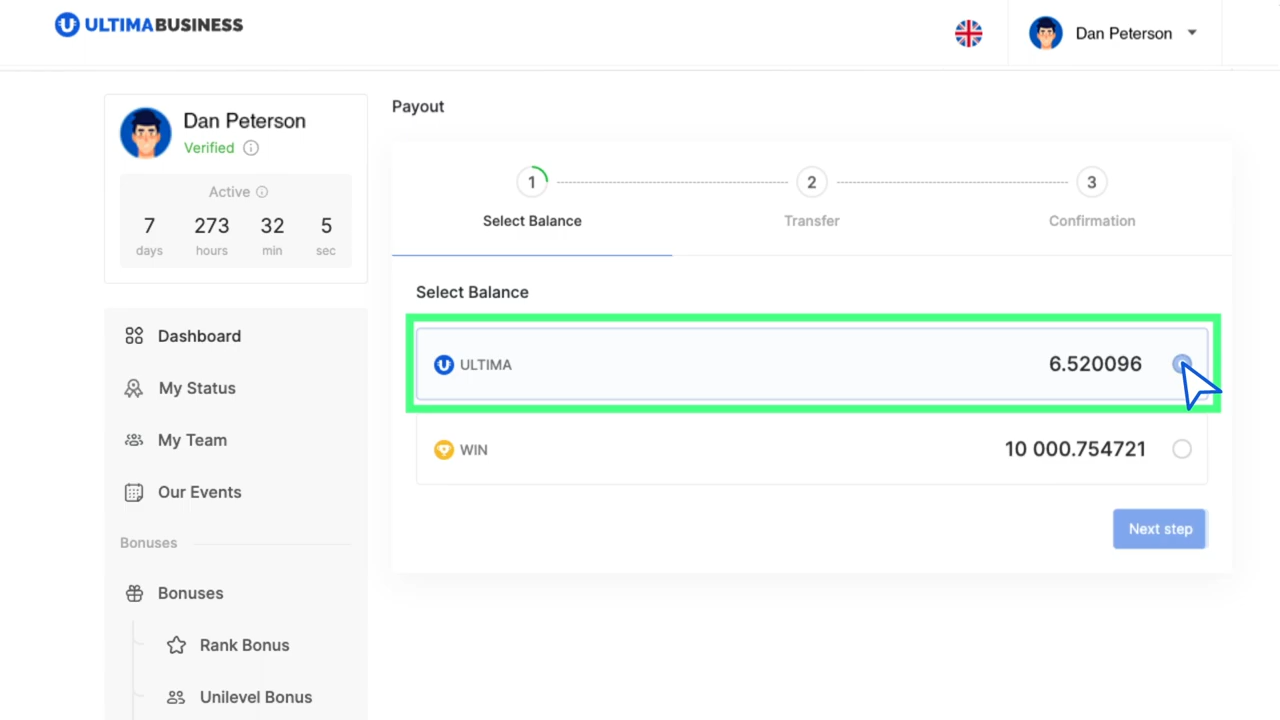 ULTIMABUSINESS
Dan Peterson
Dan Peterson
Verified
Active
7 273 32 5
days hours min sec
Dashboard
My Status
My Team
Our Events
Bonuses
Bonuses
Rank Bonus
Unilevel Bonus
Payout
1 2 3
Select Balance Transfer Confirmation
Select Balance
ULTIMA 6.520096
WIN 10 000.754721
Next step